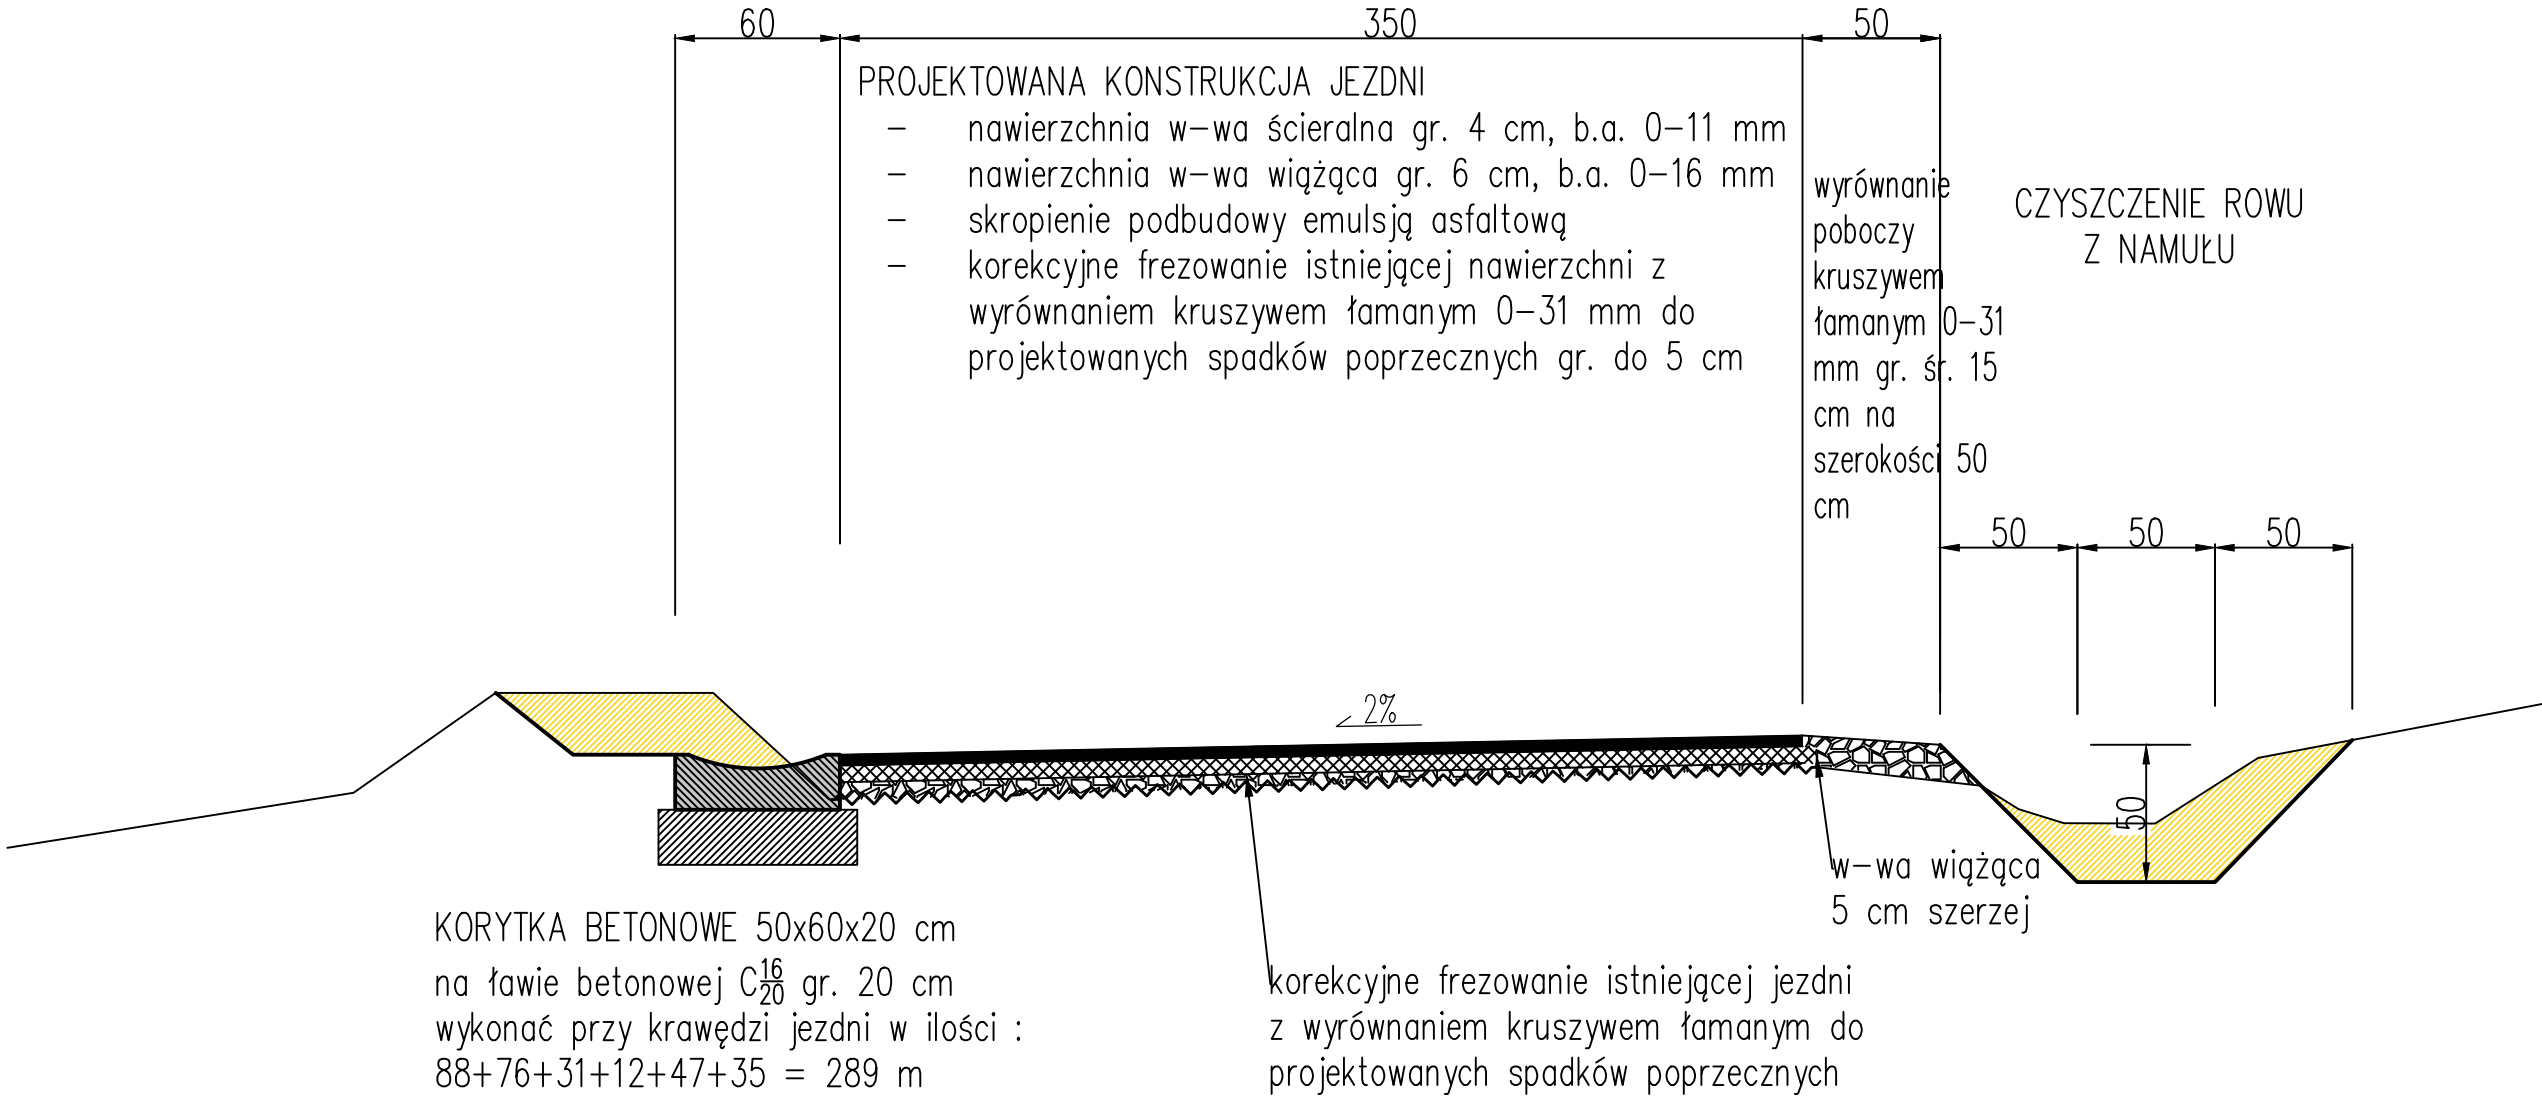 60
350
50
PROJEKTOWANA KONSTRUKCJA JEZDNI
- nawierzchnia w-wa ścieralna gr. 4 cm, b.a. 0-11 mm
- nawierzchnia w-wa wiążąca gr. 6 cm, b.a. 0-16 mm
- skropienie podbudowy emulsją asfaltową
- korekcyjne frezowanie istniejącej nawierzchni z
wyrównaniem kruszywem łamanym 0-31 mm do
projektowanych spadków poprzecznych gr. do 5 cm
wyrównanie
poboczy
kruszywem
łamanym 0-31
mm gr. śr. 15
cm na
szerokości 50
cm
CZYSZCZENIE ROWU
Z NAMUŁU
50
50
50
2%
50
w-wa wiążąca
5 cm szerzej
KORYTKA BETONOWE 50x60x20 cm
na ławie betonowej C16/20 gr. 20 cm
wykonać przy krawędzi jezdni w ilości :
88+76+31+12+47+35 = 289 m
korekcyjne frezowanie istniejącej jezdni
z wyrównaniem kruszywem łamanym do
projektowanych spadków poprzecznych